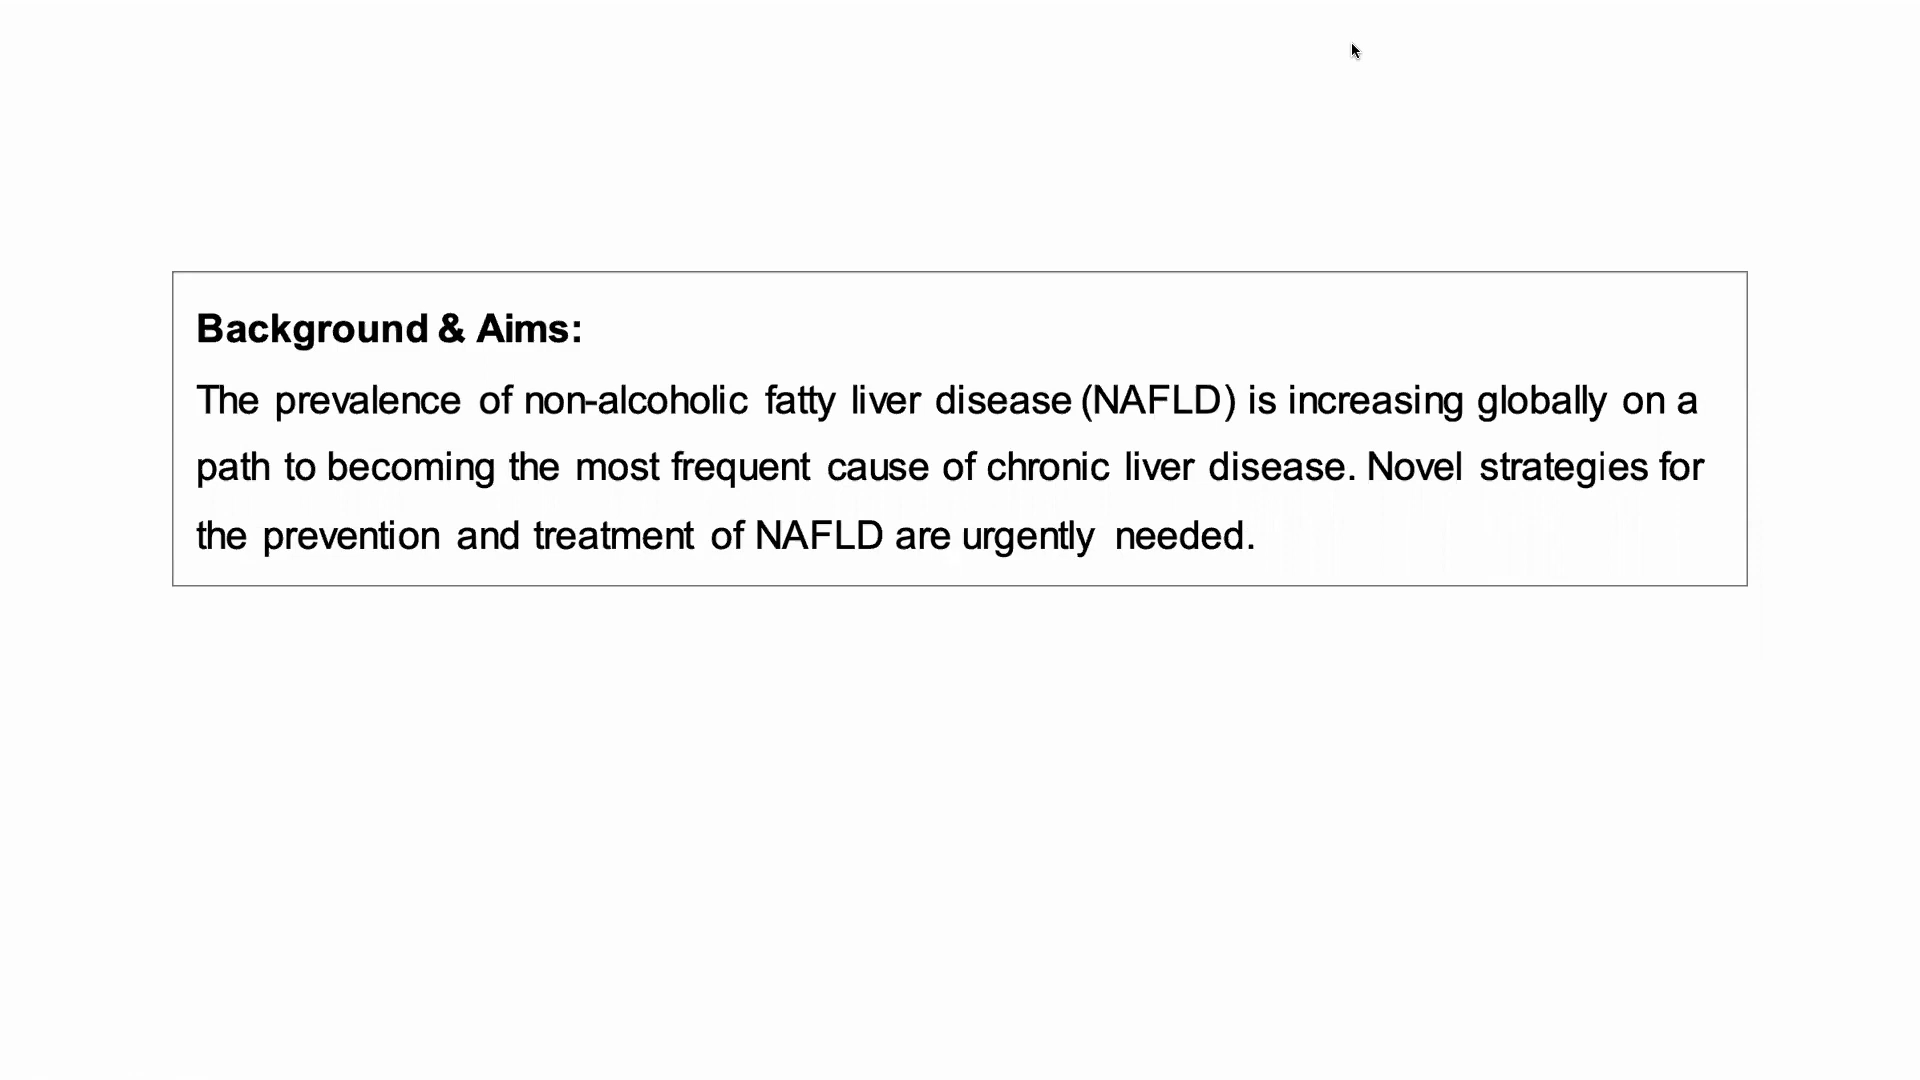 Background & Aims:
The prevalence of non-alcoholic fatty liver disease (NAFLD) is increasing globally on a
path to becoming the most frequent cause of chronic liver disease. Novel strategies for
the prevention and treatment of NAFLD are urgently needed.